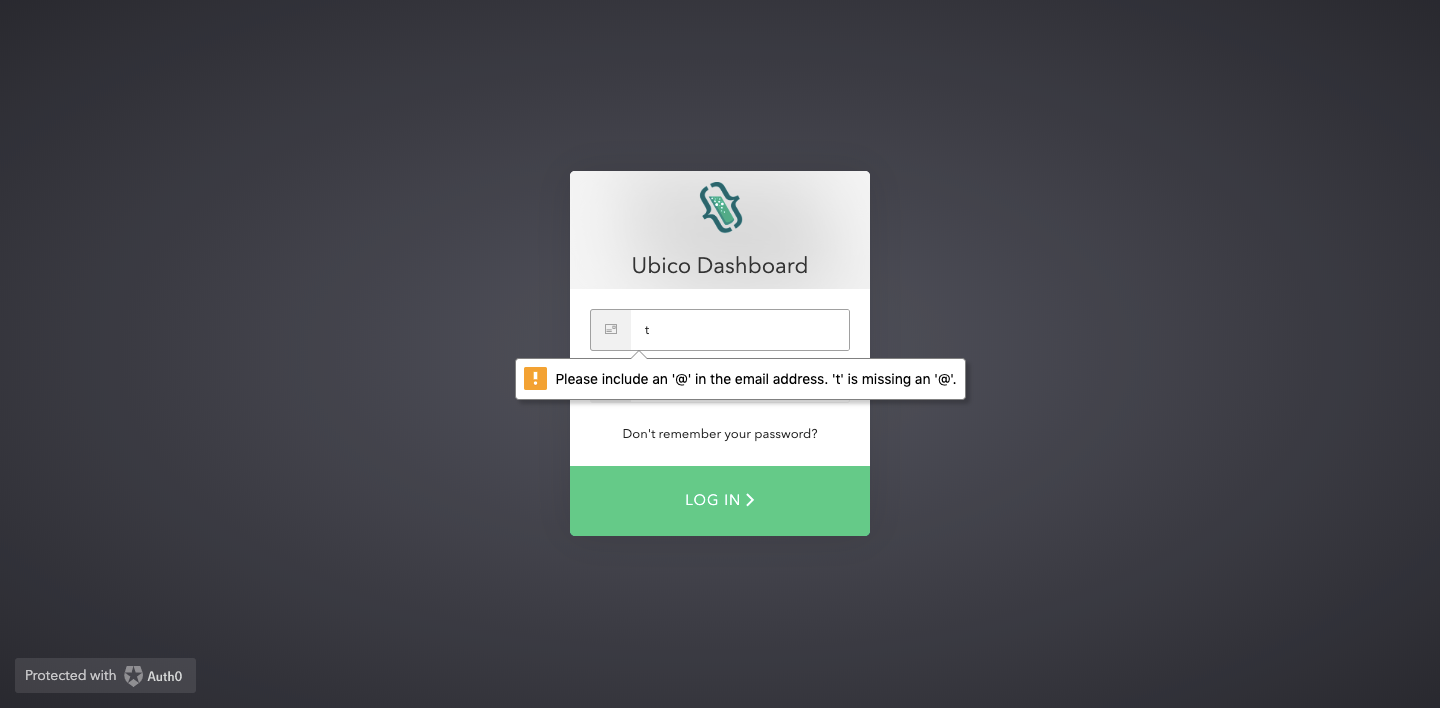 Ubico Dashboard
t
Please include an '@' in the email address. 't' is missing an '@'.
Don't remember your password?
LOG IN
Protected with Auth0